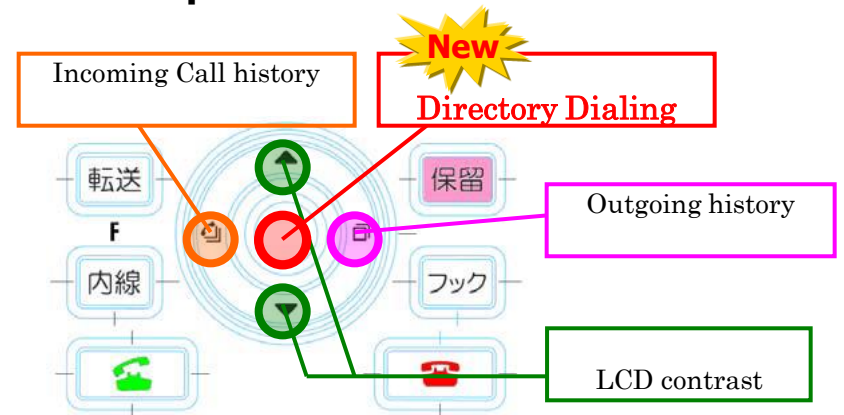 New
Incoming Call history
Directory Dialing
転送
保留
Outgoing history
F
内線
フック
LCD contrast